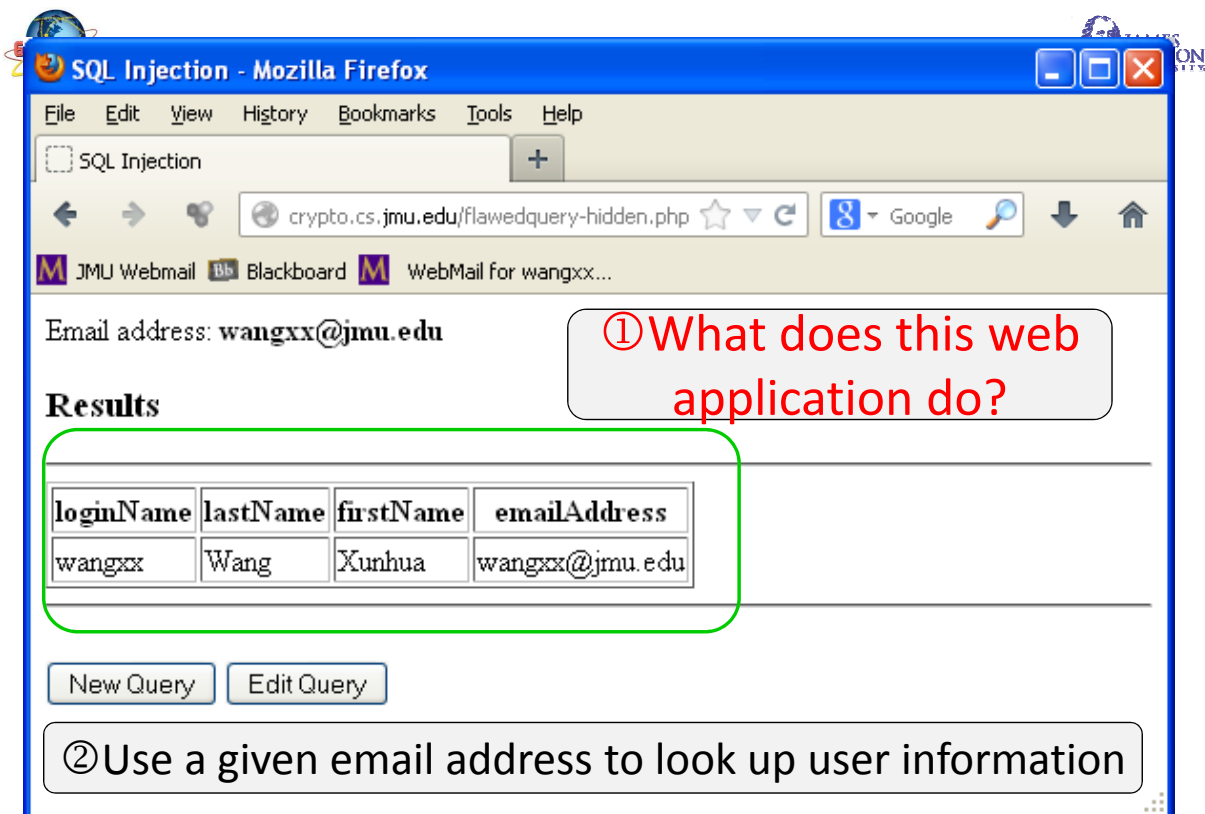 SQL Injection - Mozilla Firefox
File Edit View History Bookmarks Tools Help
SQL Injection
crypto.cs.jmu.edu/flawedquery-hidden.php
Google
JMU Webmail Blackboard WebMail for wangxx...
Email address: wangxx@jmu.edu
①What does this web
application do?
Results
loginName lastName firstName emailAddress
wangxx Wang Xunhua wangxx@jmu.edu
New Query Edit Query
②Use a given email address to look up user information